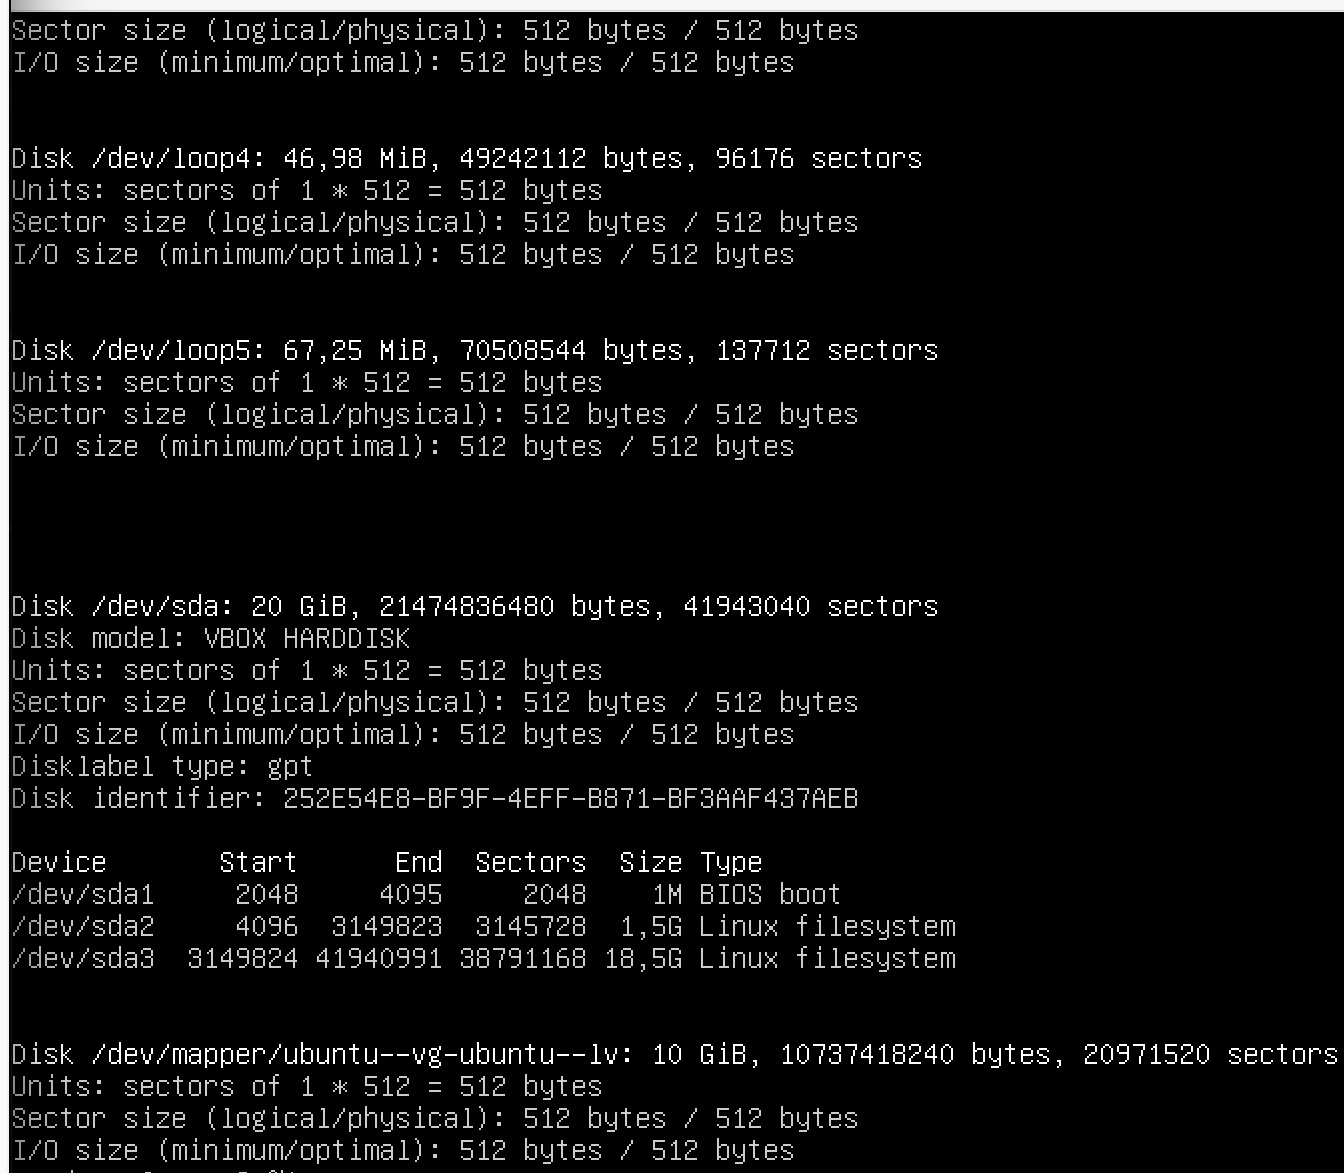 Sector size (logical/physical): 512 bytes / 512 bytes
I/O size (minimum/optimal): 512 bytes / 512 bytes
Disk /dev/loop4: 46,98 MiB, 49242112 bytes, 96176 sectors
Units: sectors of 1 * 512 = 512 bytes
Sector size (logical/physical): 512 bytes / 512 bytes
I/O size (minimum/optimal): 512 bytes / 512 bytes
Disk /dev/loop5: 67,25 MiB, 70508544 bytes, 137712 sectors
Units: sectors of 1 * 512 = 512 bytes
Sector size (logical/physical): 512 bytes / 512 bytes
I/O size (minimum/optimal): 512 bytes / 512 bytes
Disk /dev/sda: 20 GiB, 21474836480 bytes, 41943040 sectors
Disk model: VBOX HARDDISK
Units: sectors of 1 * 512 = 512 bytes
Sector size (logical/physical): 512 bytes / 512 bytes
I/O size (minimum/optimal): 512 bytes / 512 bytes
Disklabel type: gpt
Disk identifier: 252E54E8-BF9F-4EFF-B871-BF3AAF437AEB
Device Start End Sectors Size Type
/dev/sda1 2048 4095 2048 1M BIOS boot
/dev/sda2 4096 3149823 3145728 1,5G Linux filesystem
/dev/sda3 3149824 41940991 38791168 18,5G Linux filesystem
Disk /dev/mapper/ubuntu--vg-ubuntu--lv: 10 GiB, 10737418240 bytes, 20971520 sectors
Units: sectors of 1 * 512 = 512 bytes
Sector size (logical/physical): 512 bytes / 512 bytes
I/O size (minimum/optimal): 512 bytes / 512 bytes